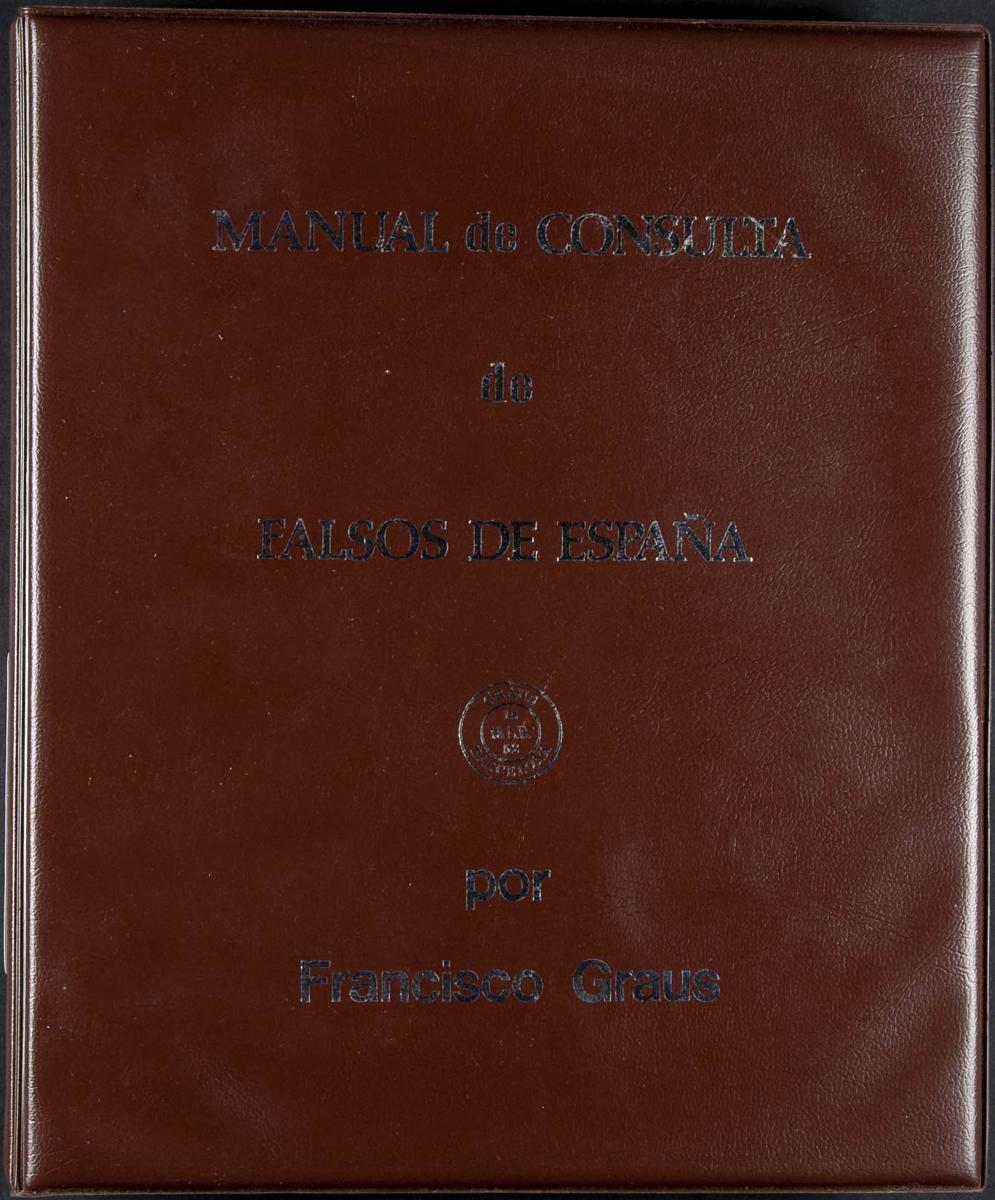 MANUAL de CONSULTA
de
FALSOS DE ESPAÑA
por
Francisco Graus